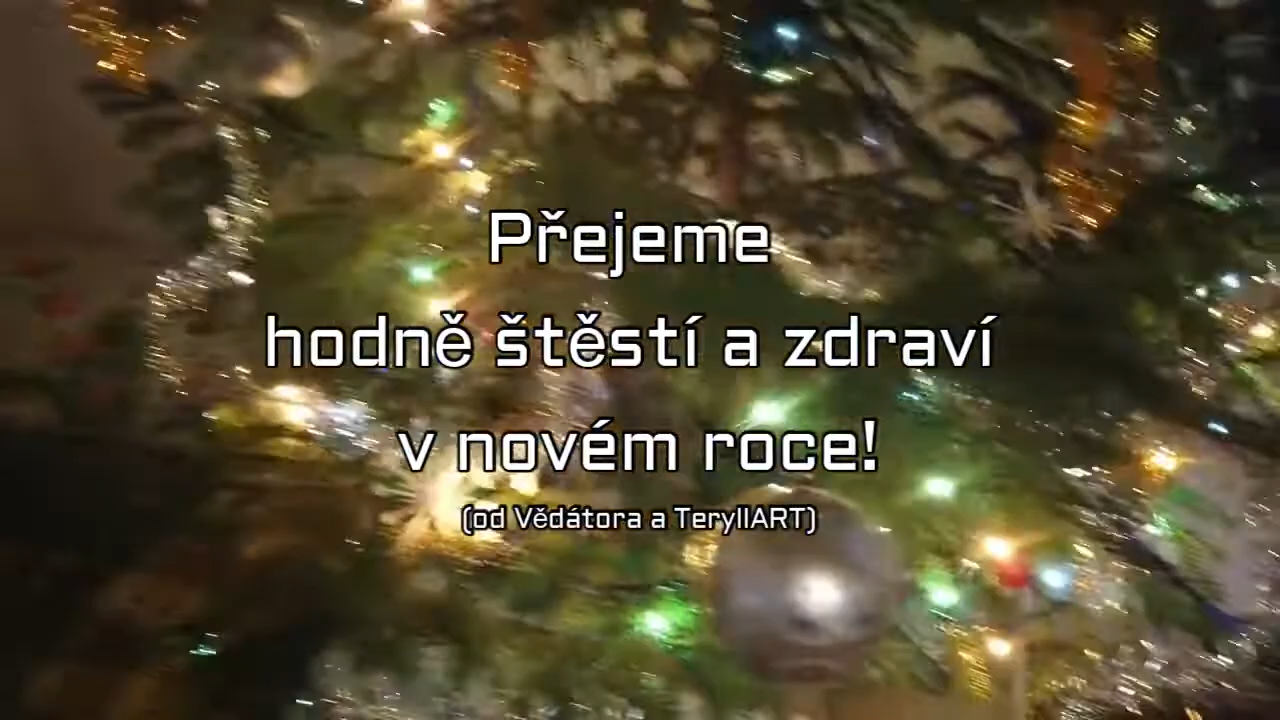 Přejeme
hodně štěstí a zdraví
v novém roce!
(od Vědátora a TeryllART)